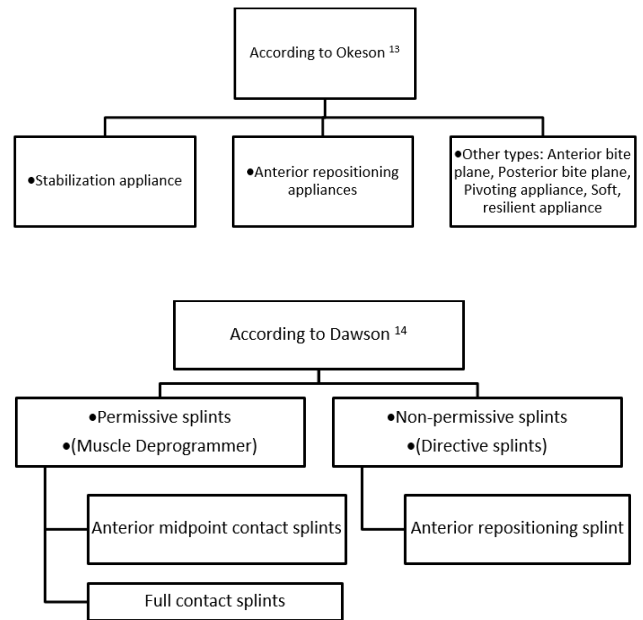 According to Okeson ¹³
●Stabilization appliance
●Anterior repositioning
appliances
●Other types: Anterior bite
plane, Posterior bite plane,
Pivoting appliance, Soft,
resilient appliance
According to Dawson ¹⁴
●Permissive splints
●(Muscle Deprogrammer)
●Non-permissive splints
●(Directive splints)
Anterior midpoint contact splints
Anterior repositioning splint
Full contact splints